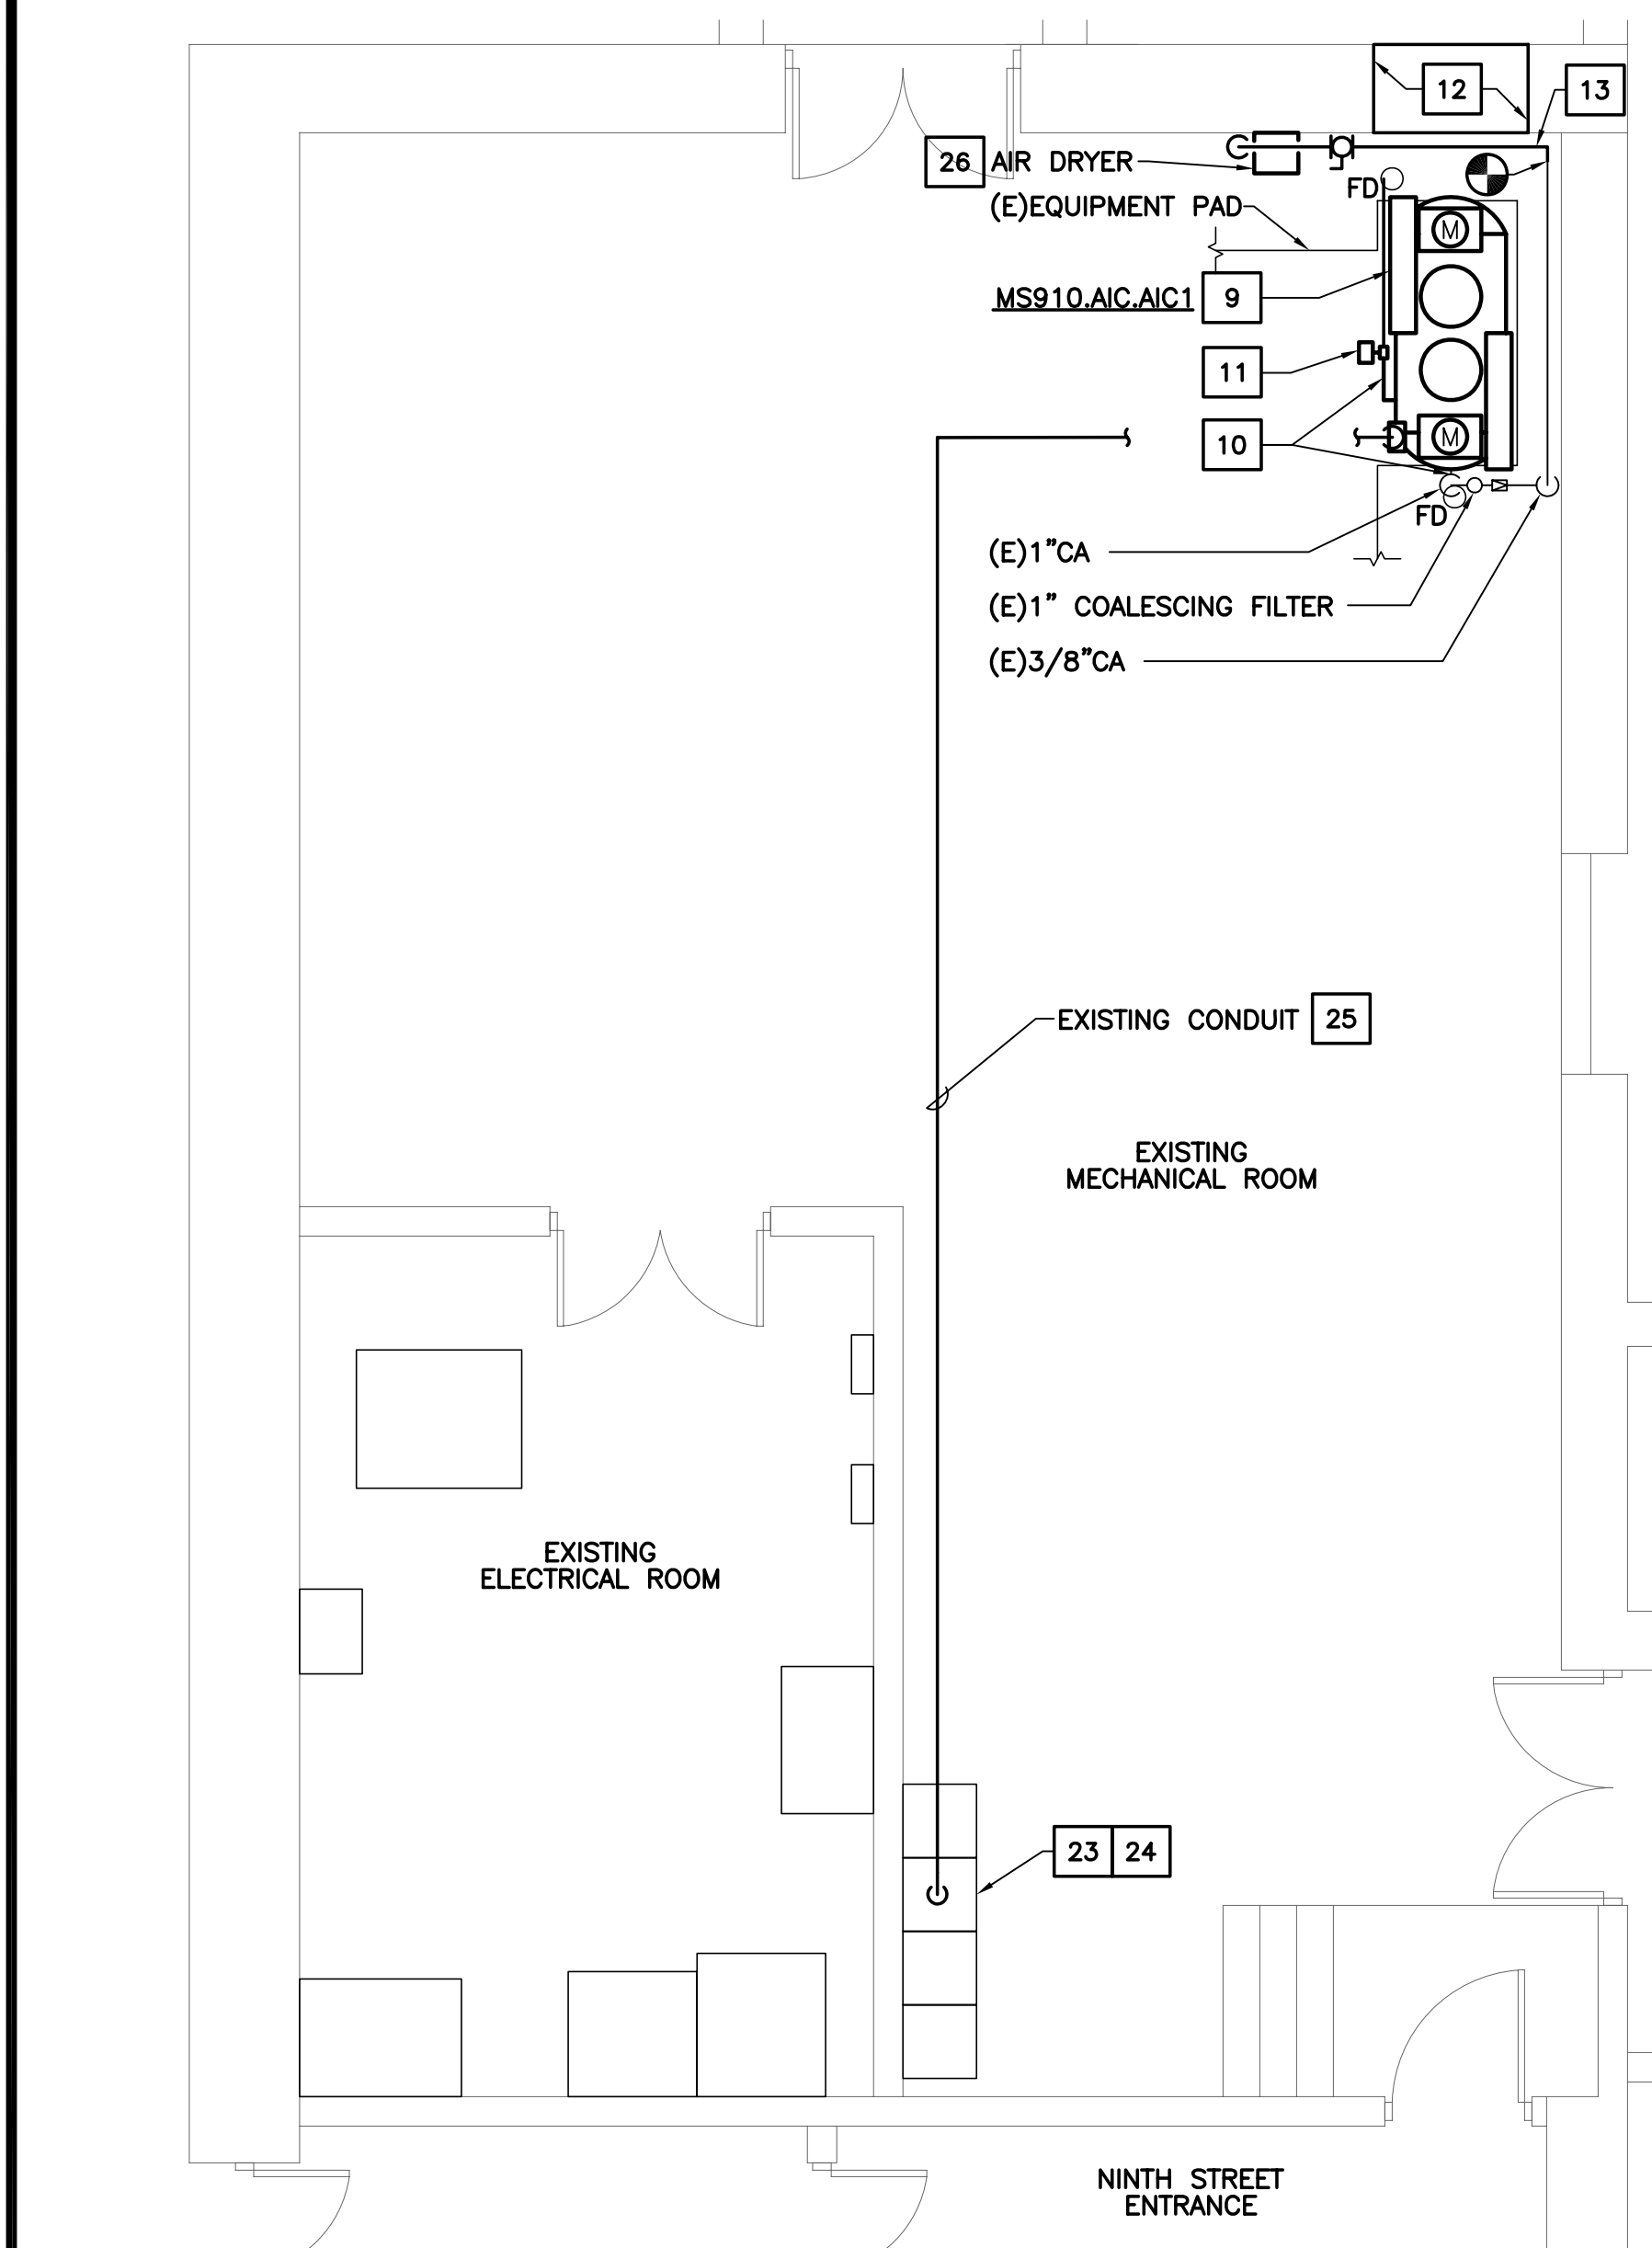 12
13
26 AIR DRYER
FD
(E)EQUIPMENT PAD
M
MS910.AIC.AIC1 9
11
10
M
FD
(E)1"CA
(E)1" COALESCING FILTER
(E)3/8"CA
EXISTING CONDUIT 25
EXISTING
MECHANICAL ROOM
EXISTING
ELECTRICAL ROOM
23 24
NINTH STREET
ENTRANCE